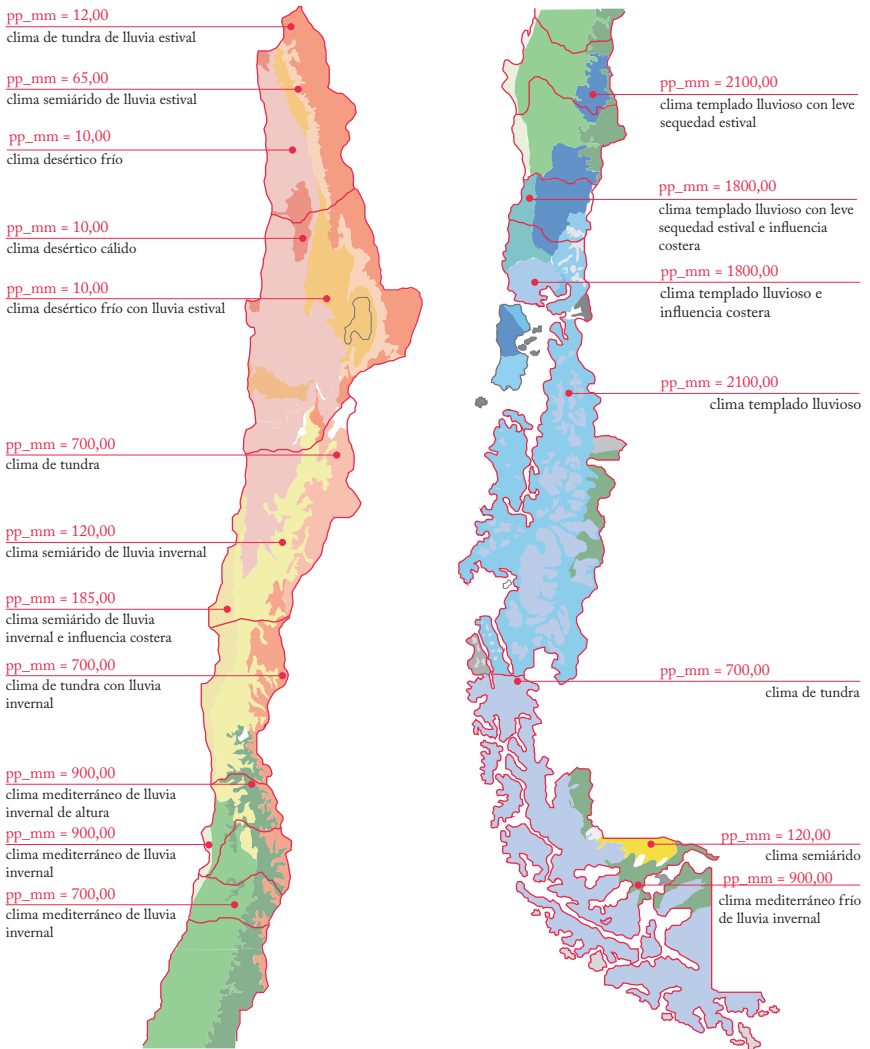 pp_mm = 12,00
clima de tundra de lluvia estival
pp_mm = 65,00
clima semiárido de lluvia estival
pp_mm = 10,00
clima desértico frío
pp_mm = 10,00
clima desértico cálido
pp_mm = 10,00
clima desértico frío con lluvia estival
pp_mm = 700,00
clima de tundra
pp_mm = 120,00
clima semiárido de lluvia invernal
pp_mm = 185,00
clima semiárido de lluvia
invernal e influencia costera
pp_mm = 700,00
clima de tundra con lluvia
invernal
pp_mm = 900,00
clima mediterráneo de lluvia
invernal de altura
pp_mm = 900,00
clima mediterráneo de lluvia
invernal
pp_mm = 700,00
clima mediterráneo de lluvia
invernal
pp_mm = 2100,00
clima templado lluvioso con leve
sequedad estival
pp_mm = 1800,00
clima templado lluvioso con leve
sequedad estival e influencia
costera
pp_mm = 1800,00
clima templado lluvioso e
influencia costera
pp_mm = 2100,00
clima templado lluvioso
pp_mm = 700,00
clima de tundra
pp_mm = 120,00
clima semiárido
pp_mm = 900,00
clima mediterráneo frío
de lluvia invernal